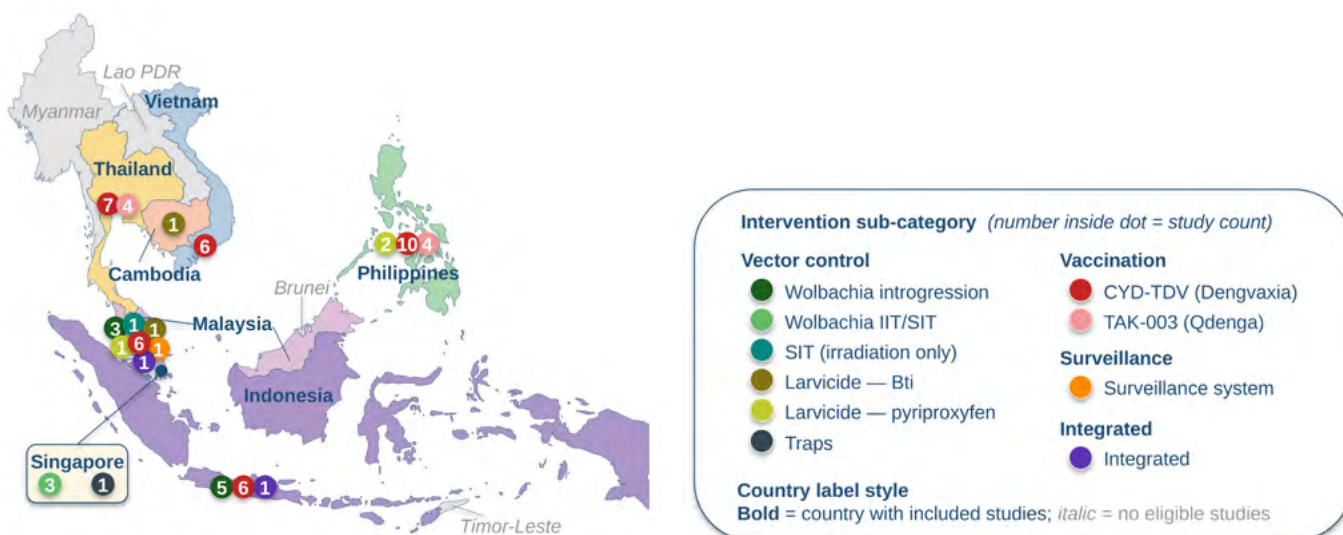 Lao PDR
Vietnam
Myanmar
Thailand
7 4
1
6
Cambodia
2 10 4
Philippines
Brunei
Malaysia
3 1 1
1 6 1
1
Indonesia
Singapore
3 1
5 6 1
Timor-Leste
Intervention sub-category (number inside dot = study count)
Vector control
Wolbachia introgression
Wolbachia IIT/SIT
SIT (irradiation only)
Larvicide — Bti
Larvicide — pyriproxyfen
Traps
Vaccination
CYD-TDV (Dengvaxia)
TAK-003 (Qdenga)
Surveillance
Surveillance system
Integrated
Integrated
Country label style
Bold = country with included studies; italic = no eligible studies